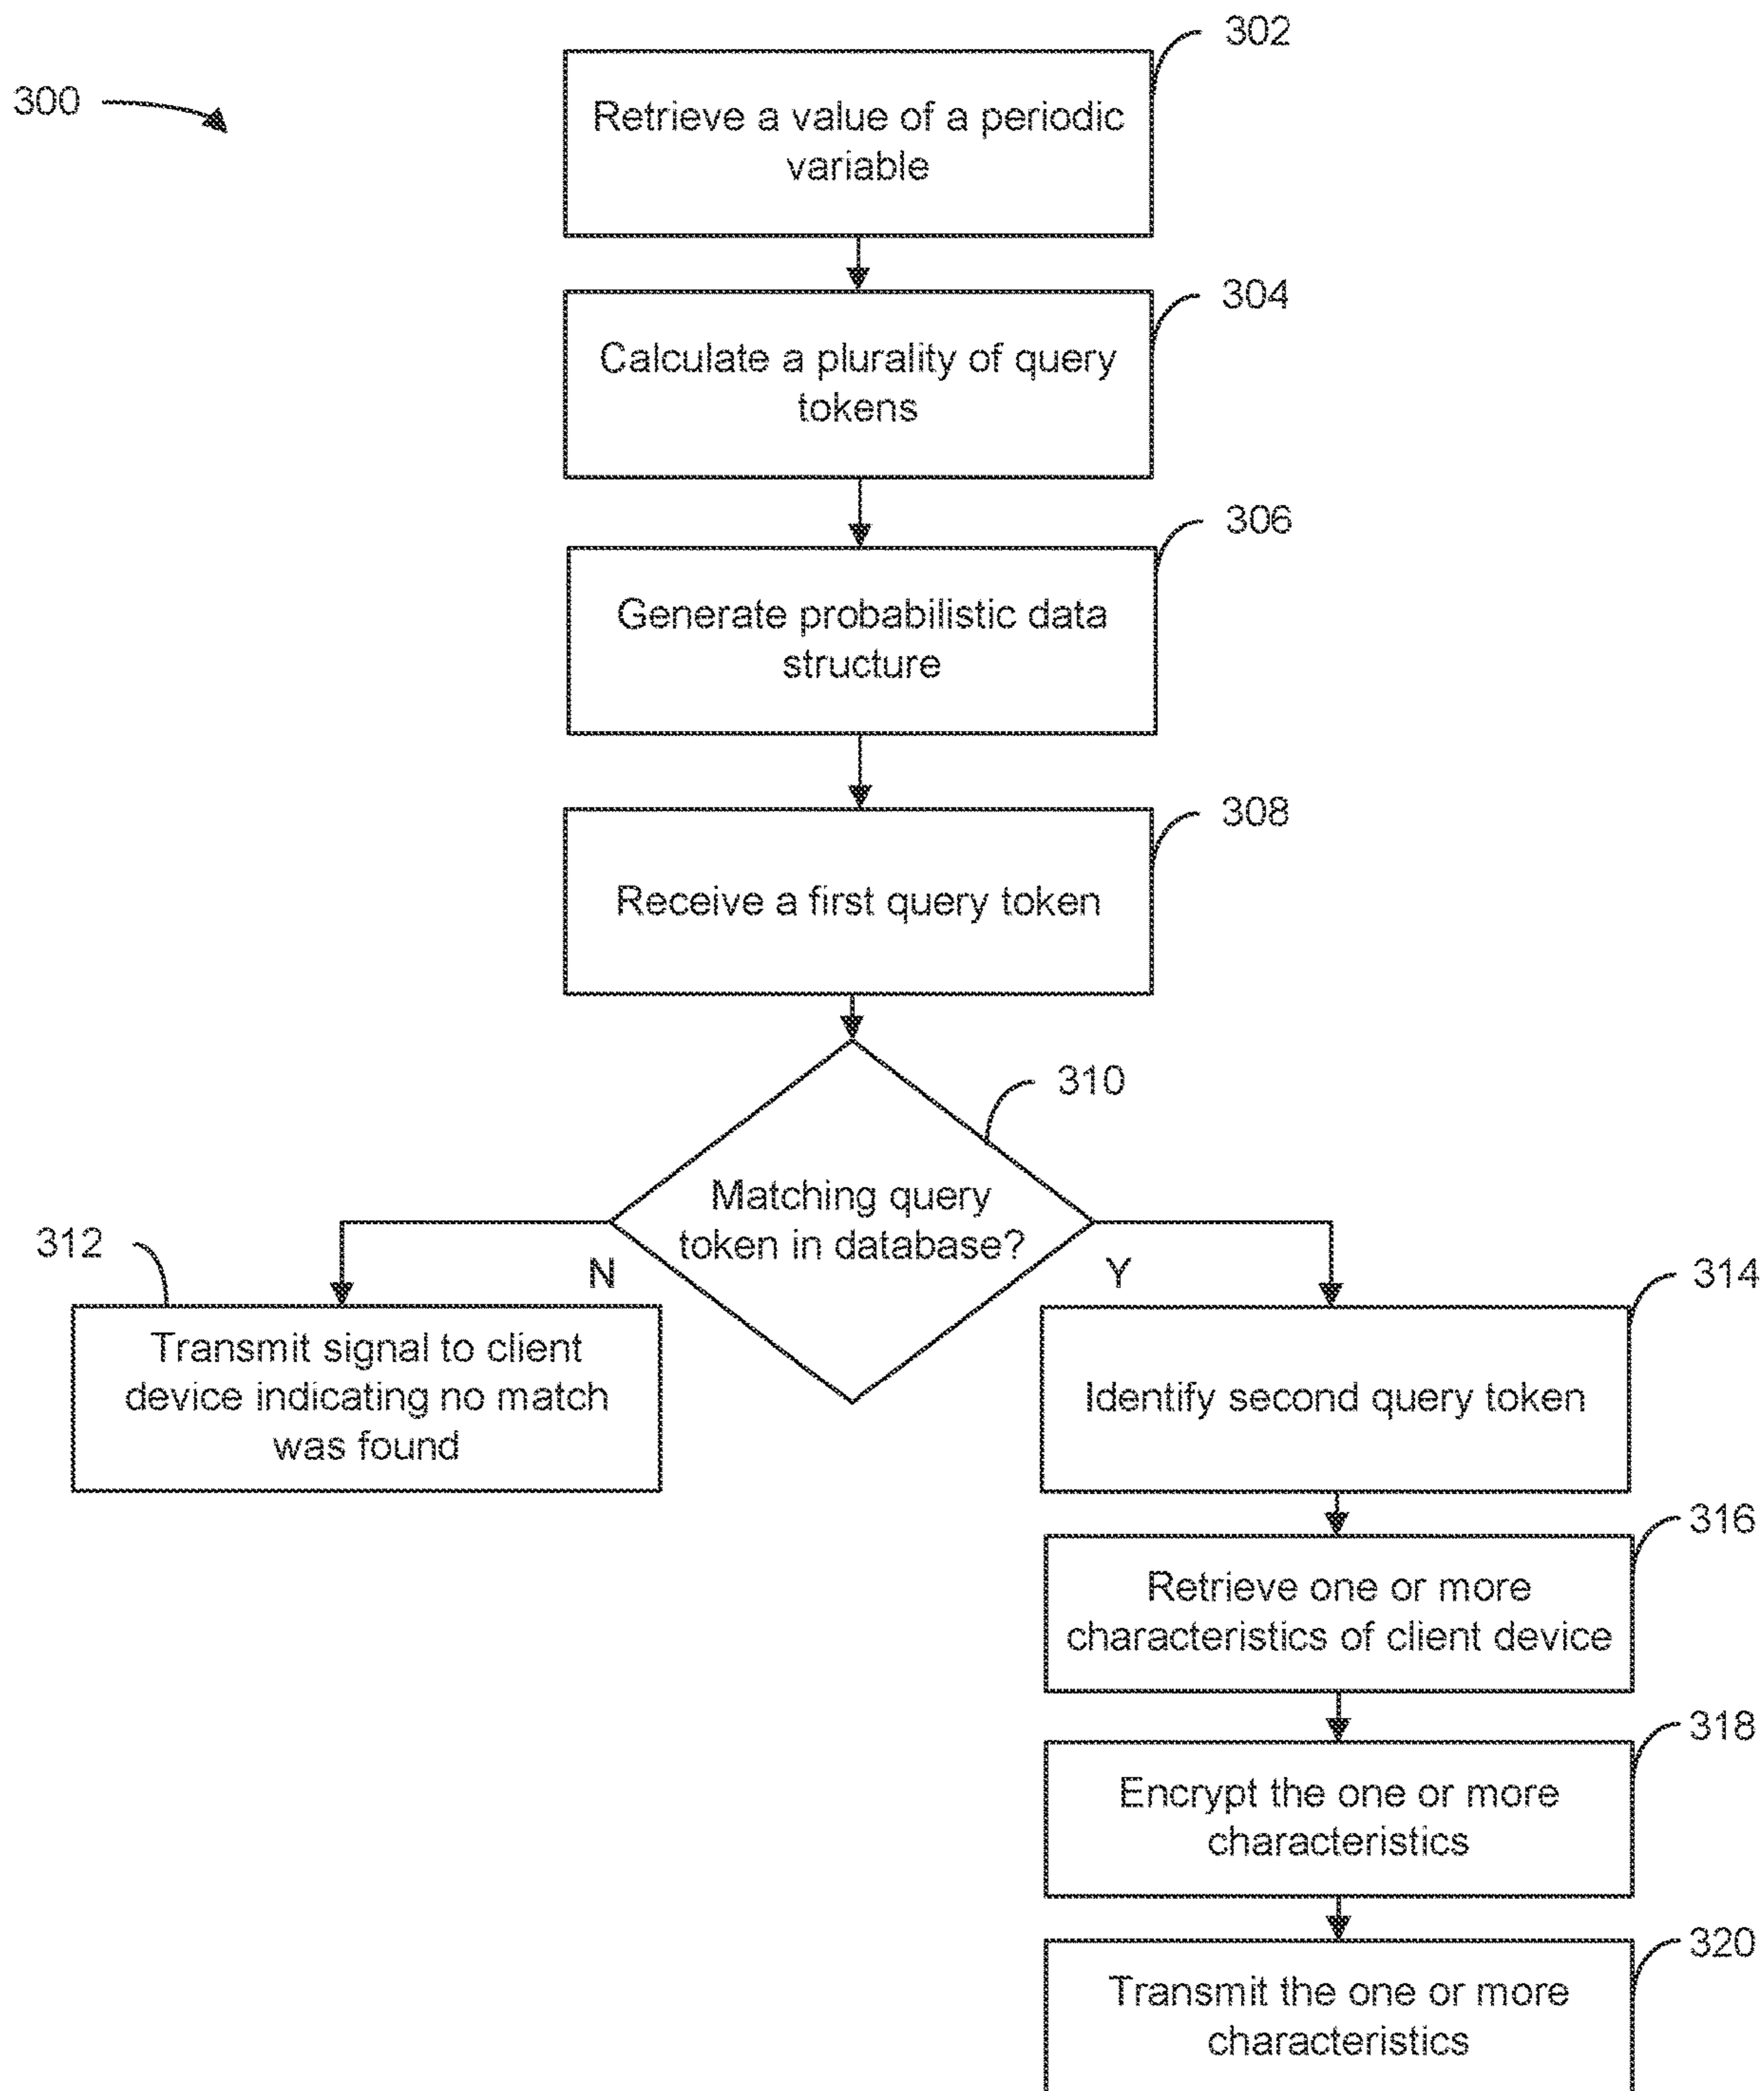 302
300
Retrieve a value of a periodic
variable
304
Calculate a plurality of query
tokens
306
Generate probabilistic data
structure
308
Receive a first query token
310
Matching query
token in database?
312
N
Y
314
Transmit signal to client
device indicating no match
was found
Identify second query token
316
Retrieve one or more
characteristics of client device
318
Encrypt the one or more
characteristics
320
Transmit the one or more
characteristics